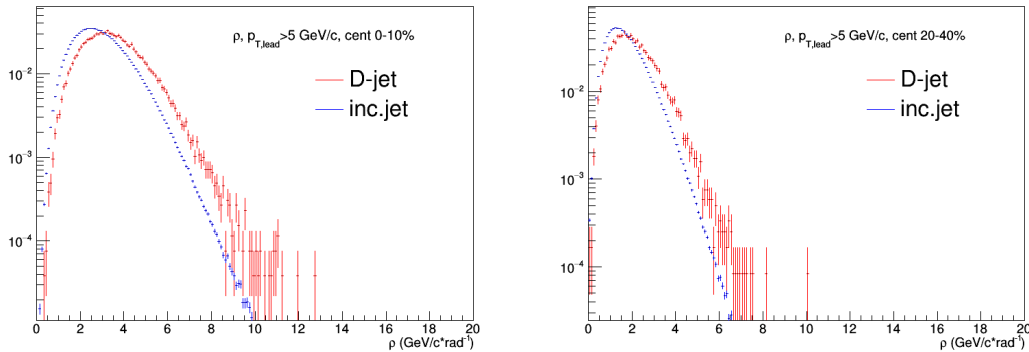 ρ, p_T,lead>5 GeV/c, cent 0-10%
D-jet
inc.jet
10⁻²
10⁻³
10⁻⁴
0 2 4 6 8 10 12 14 16 18 20
ρ (GeV/c*rad⁻¹)
ρ, p_T,lead>5 GeV/c, cent 20-40%
D-jet
inc.jet
10⁻²
10⁻³
10⁻⁴
0 2 4 6 8 10 12 14 16 18 20
ρ (GeV/c*rad⁻¹)